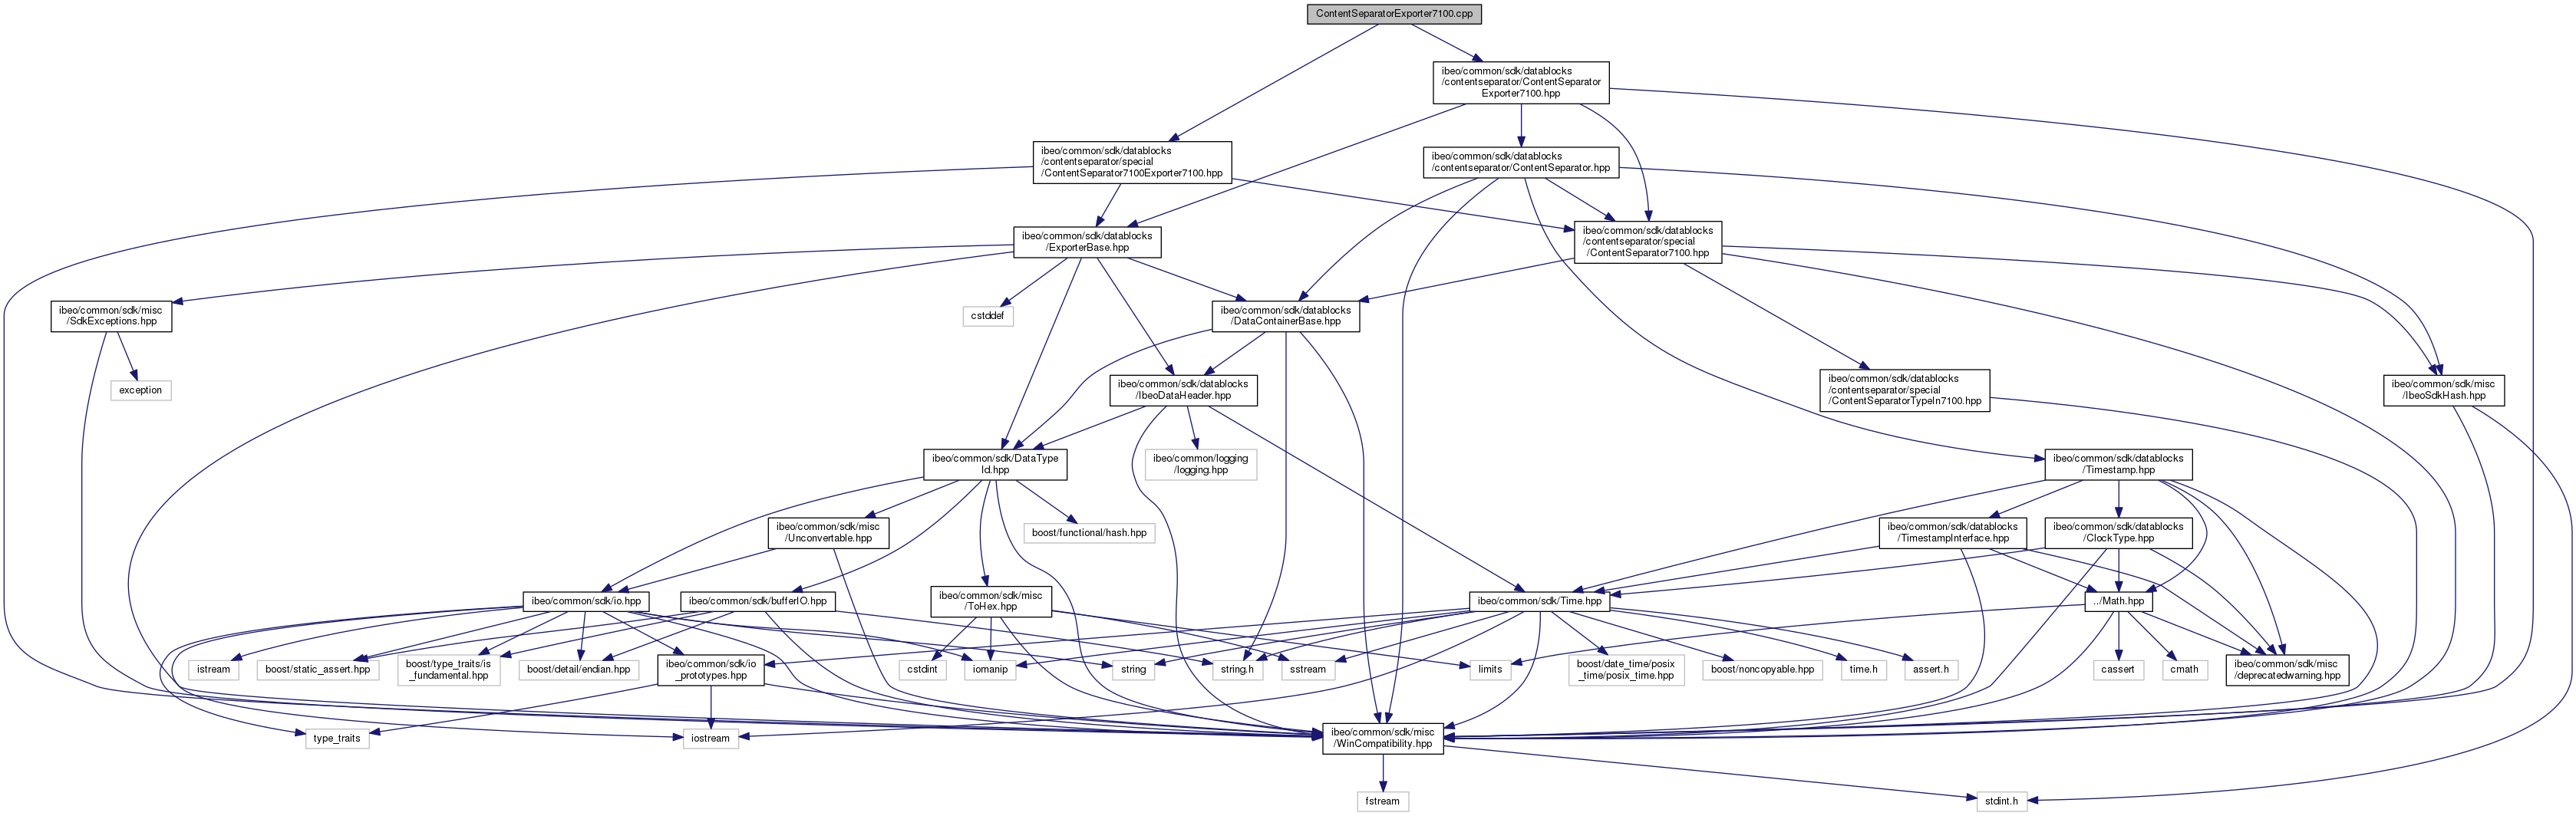 ContentSeparatorExporter7100.cpp
ibeo/common/sdk/datablocks
/contentseparator/ContentSeparator
Exporter7100.hpp
ibeo/common/sdk/datablocks
/contentseparator/special
/ContentSeparator7100Exporter7100.hpp
ibeo/common/sdk/datablocks
/contentseparator/ContentSeparator.hpp
ibeo/common/sdk/datablocks
/ExporterBase.hpp
ibeo/common/sdk/datablocks
/contentseparator/special
/ContentSeparator7100.hpp
ibeo/common/sdk/misc
/SdkExceptions.hpp
cstddef
ibeo/common/sdk/datablocks
/DataContainerBase.hpp
exception
ibeo/common/sdk/datablocks
/IbeoDataHeader.hpp
ibeo/common/sdk/datablocks
/contentseparator/special
/ContentSeparatorTypeIn7100.hpp
ibeo/common/sdk/misc
/IbeoSdkHash.hpp
ibeo/common/sdk/DataType
Id.hpp
ibeo/common/logging
/logging.hpp
ibeo/common/sdk/datablocks
/Timestamp.hpp
ibeo/common/sdk/misc
/Unconvertable.hpp
boost/functional/hash.hpp
ibeo/common/sdk/datablocks
/TimestampInterface.hpp
ibeo/common/sdk/datablocks
/ClockType.hpp
ibeo/common/sdk/io.hpp
ibeo/common/sdk/bufferIO.hpp
ibeo/common/sdk/misc
/ToHex.hpp
ibeo/common/sdk/Time.hpp
../Math.hpp
istream
boost/static_assert.hpp
boost/type_traits/is
_fundamental.hpp
boost/detail/endian.hpp
ibeo/common/sdk/io
_prototypes.hpp
cstdint
iomanip
string
string.h
sstream
limits
boost/date_time/posix
_time/posix_time.hpp
boost/noncopyable.hpp
time.h
assert.h
cassert
cmath
ibeo/common/sdk/misc
/deprecatedwarning.hpp
type_traits
iostream
ibeo/common/sdk/misc
/WinCompatibility.hpp
fstream
stdint.h